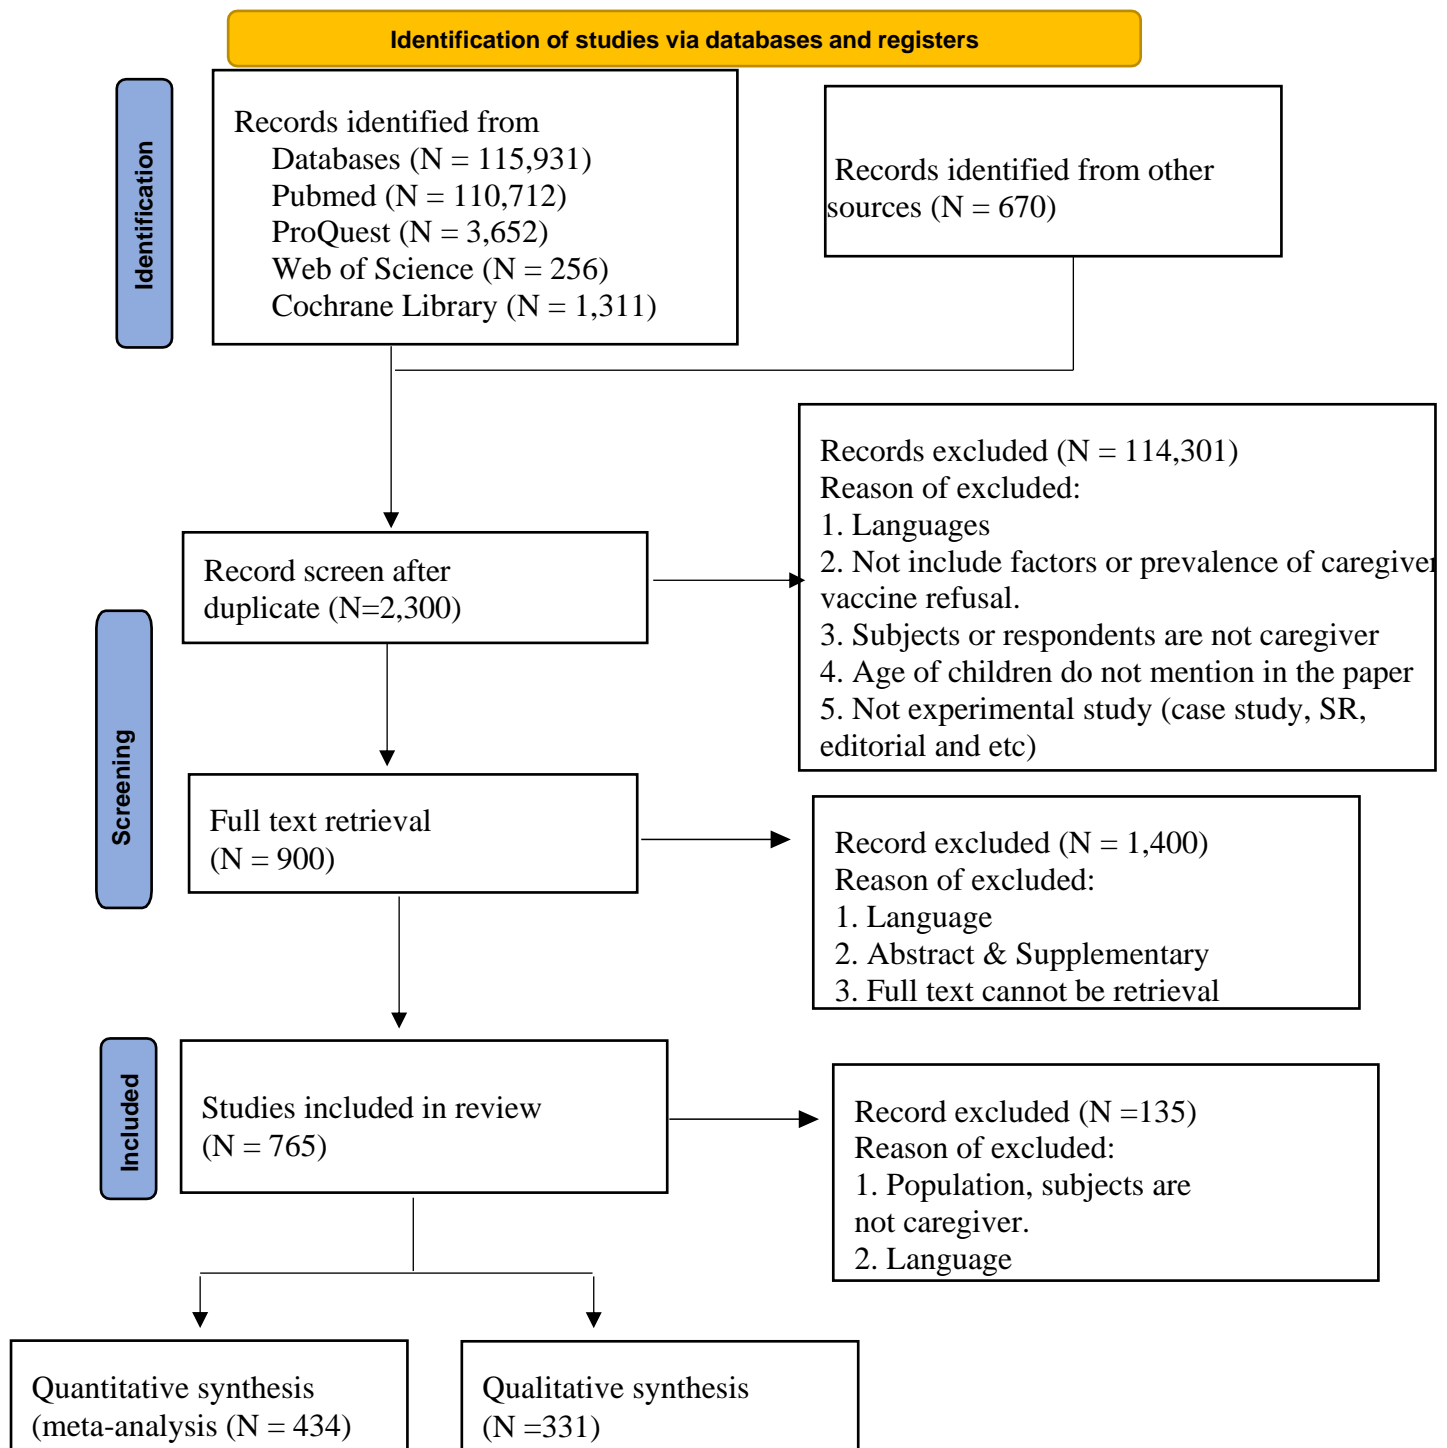 Identification of studies via databases and registers
Identification
Records identified from
Databases (N = 115,931)
Pubmed (N = 110,712)
ProQuest (N = 3,652)
Web of Science (N = 256)
Cochrane Library (N = 1,311)
Records identified from other
sources (N = 670)
Records excluded (N = 114,301)
Reason of excluded:
1. Languages
2. Not include factors or prevalence of caregiver
vaccine refusal.
3. Subjects or respondents are not caregiver
4. Age of children do not mention in the paper
5. Not experimental study (case study, SR,
editorial and etc)
Record screen after
duplicate (N=2,300)
Screening
Full text retrieval
(N = 900)
Record excluded (N = 1,400)
Reason of excluded:
1. Language
2. Abstract & Supplementary
3. Full text cannot be retrieval
Included
Studies included in review
(N = 765)
Record excluded (N =135)
Reason of excluded:
1. Population, subjects are
not caregiver.
2. Language
Quantitative synthesis
(meta-analysis (N = 434)
Qualitative synthesis
(N =331)